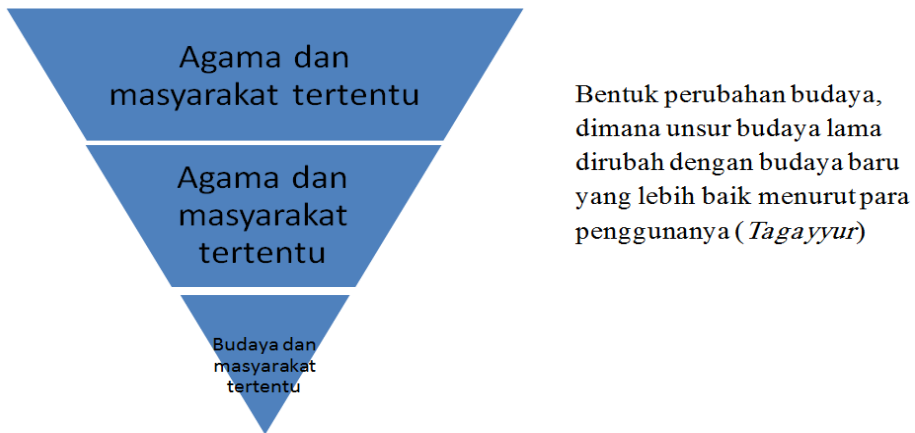 Agama dan
masyarakat tertentu
Agama dan
masyarakat
tertentu
Budaya dan
masyarakat
tertentu
Bentuk perubahan budaya,
dimana unsur budaya lama
dirubah dengan budaya baru
yang lebih baik menurut para
penggunanya (Tagayyur)